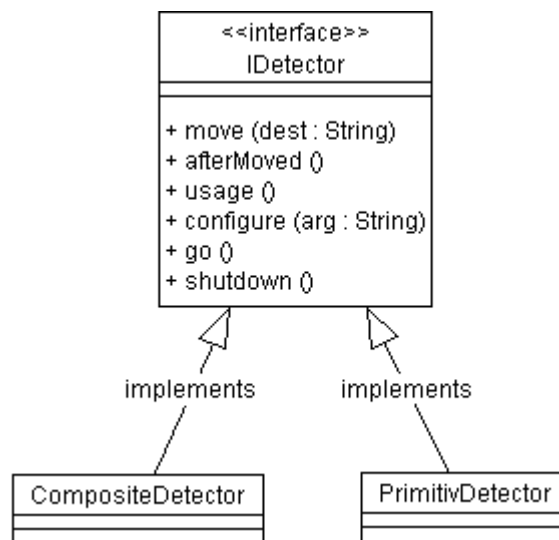 <<interface>>
IDetector
+ move (dest : String)
+ afterMoved ()
+ usage ()
+ configure (arg : String)
+ go ()
+ shutdown ()
implements implements
CompositeDetector PrimitivDetector